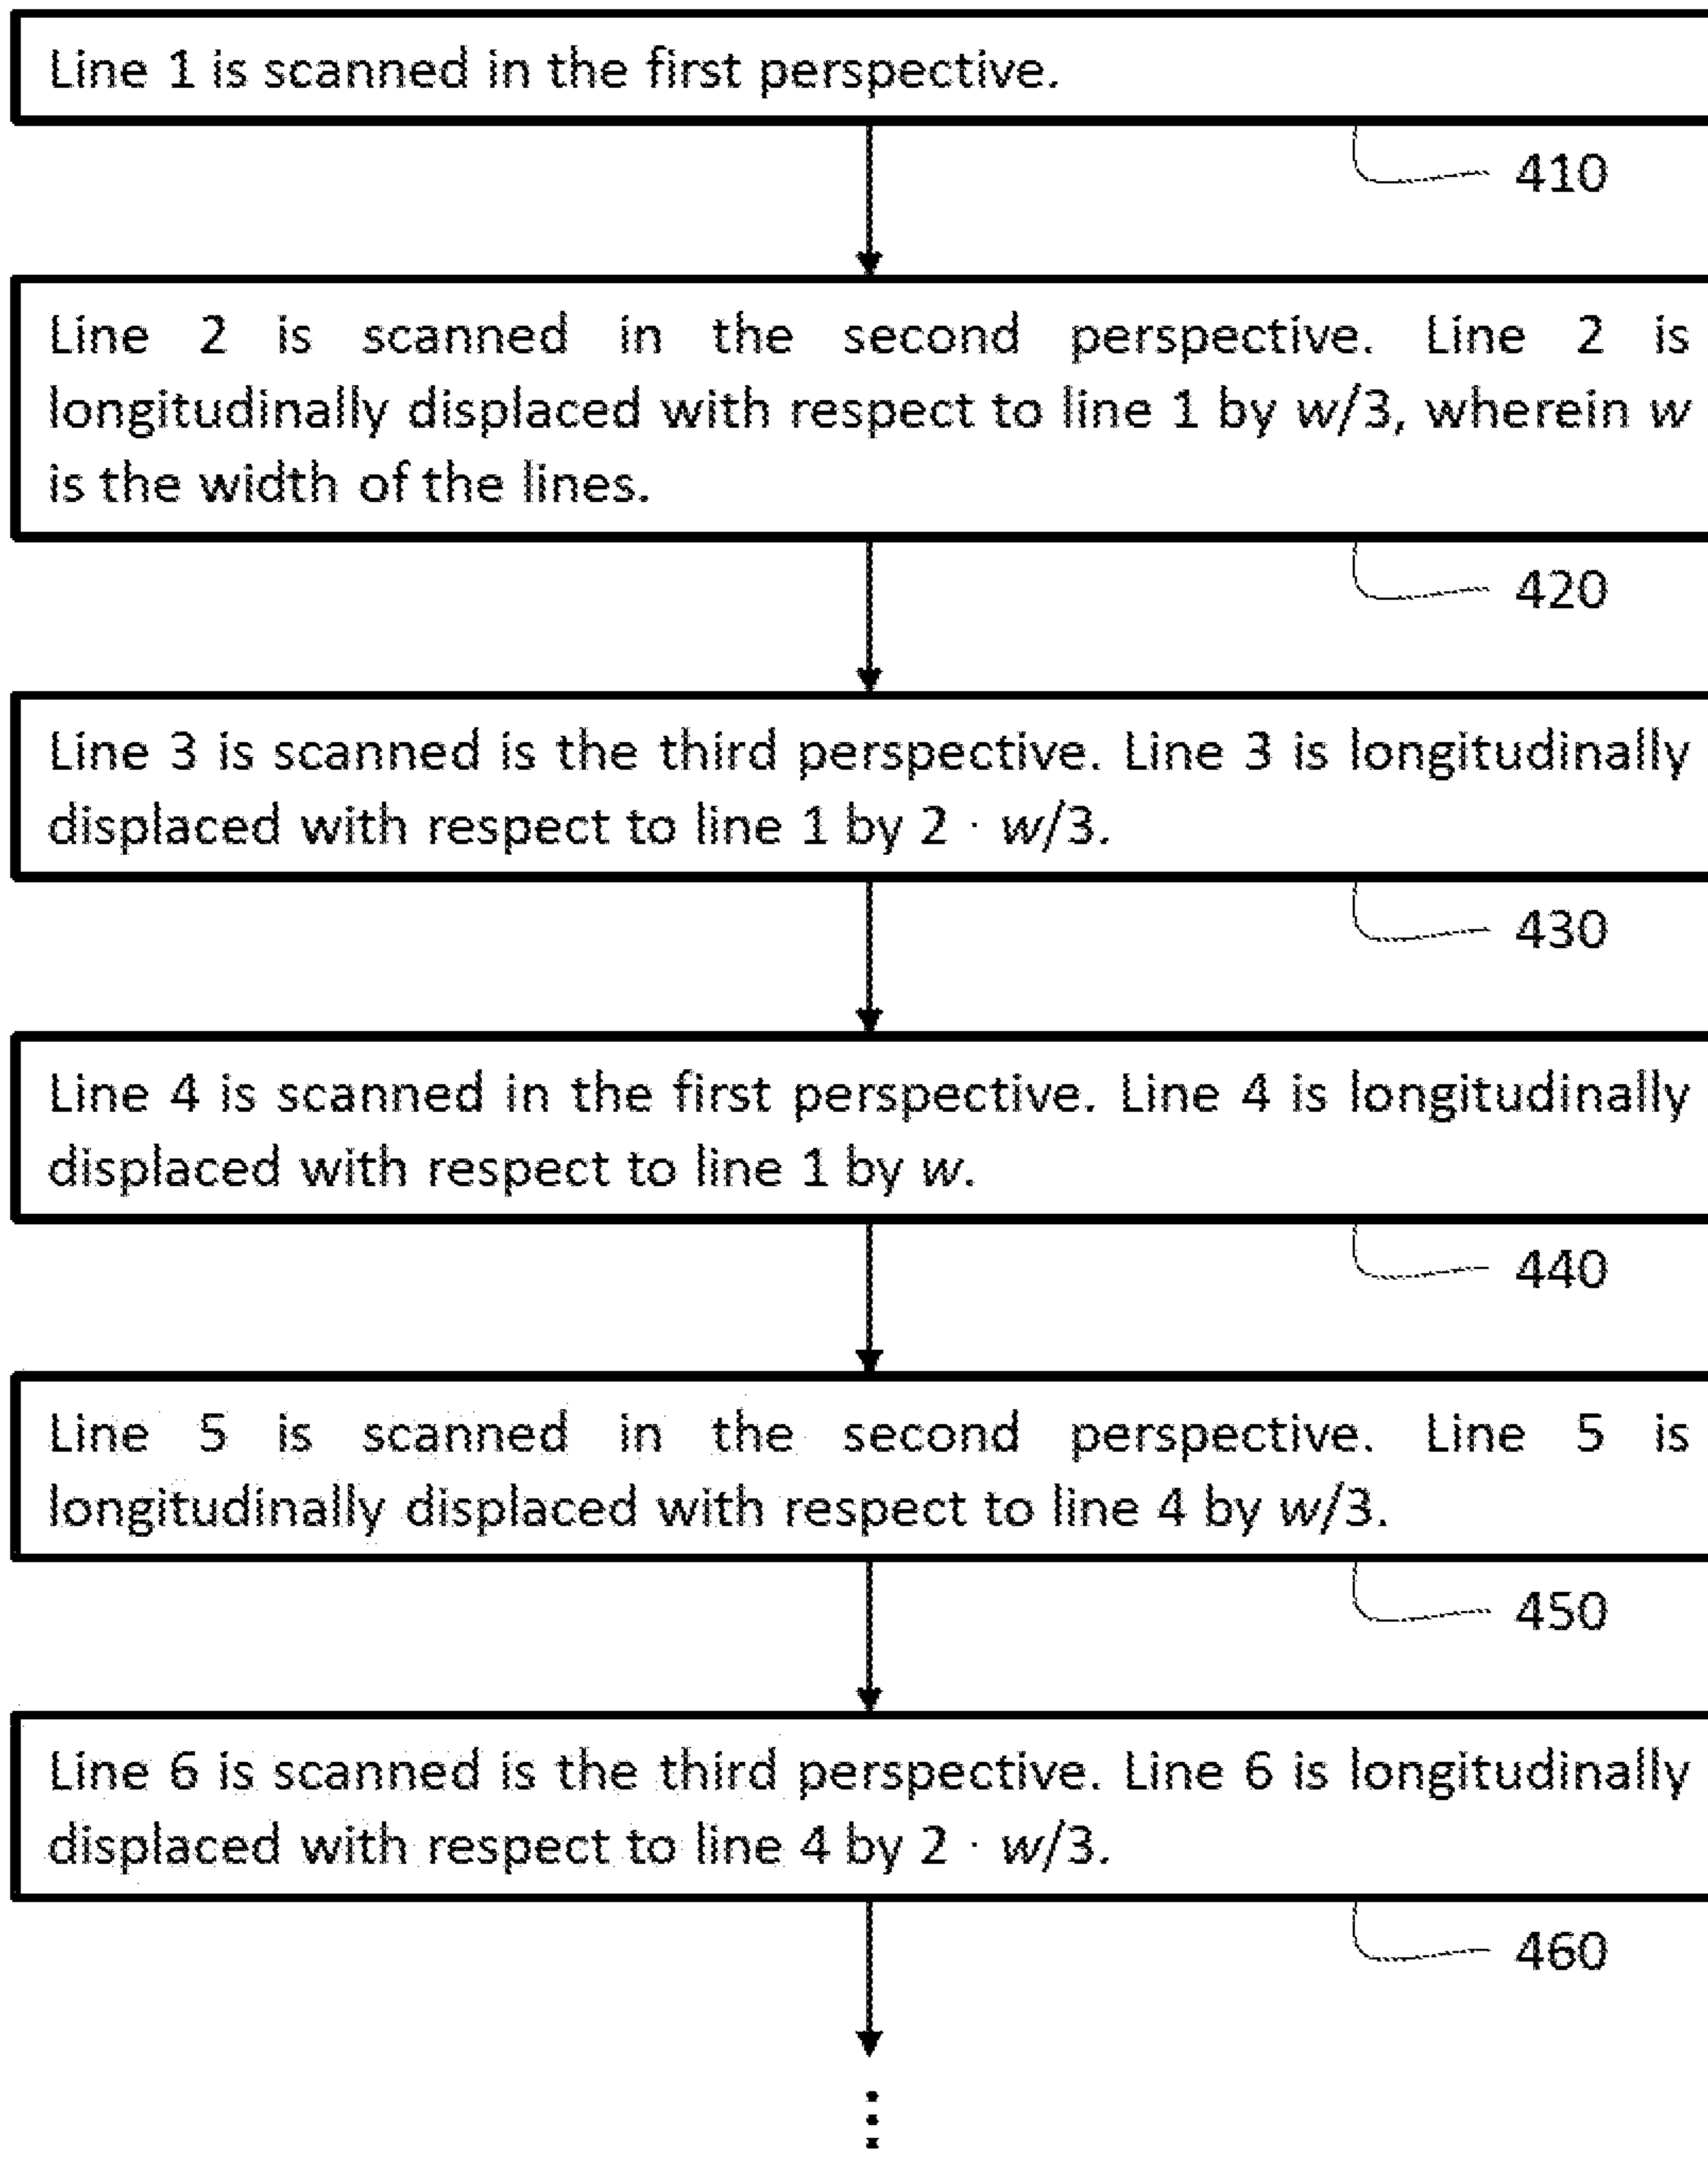 Line 1 is scanned in the first perspective.
410
Line 2 is scanned in the second perspective. Line 2 is
longitudinally displaced with respect to line 1 by w/3, wherein w
is the width of the lines.
420
Line 3 is scanned is the third perspective. Line 3 is longitudinally
displaced with respect to line 1 by 2 · w/3.
430
Line 4 is scanned in the first perspective. Line 4 is longitudinally
displaced with respect to line 1 by w.
440
Line 5 is scanned in the second perspective. Line 5 is
longitudinally displaced with respect to line 4 by w/3.
450
Line 6 is scanned is the third perspective. Line 6 is longitudinally
displaced with respect to line 4 by 2 · w/3.
460